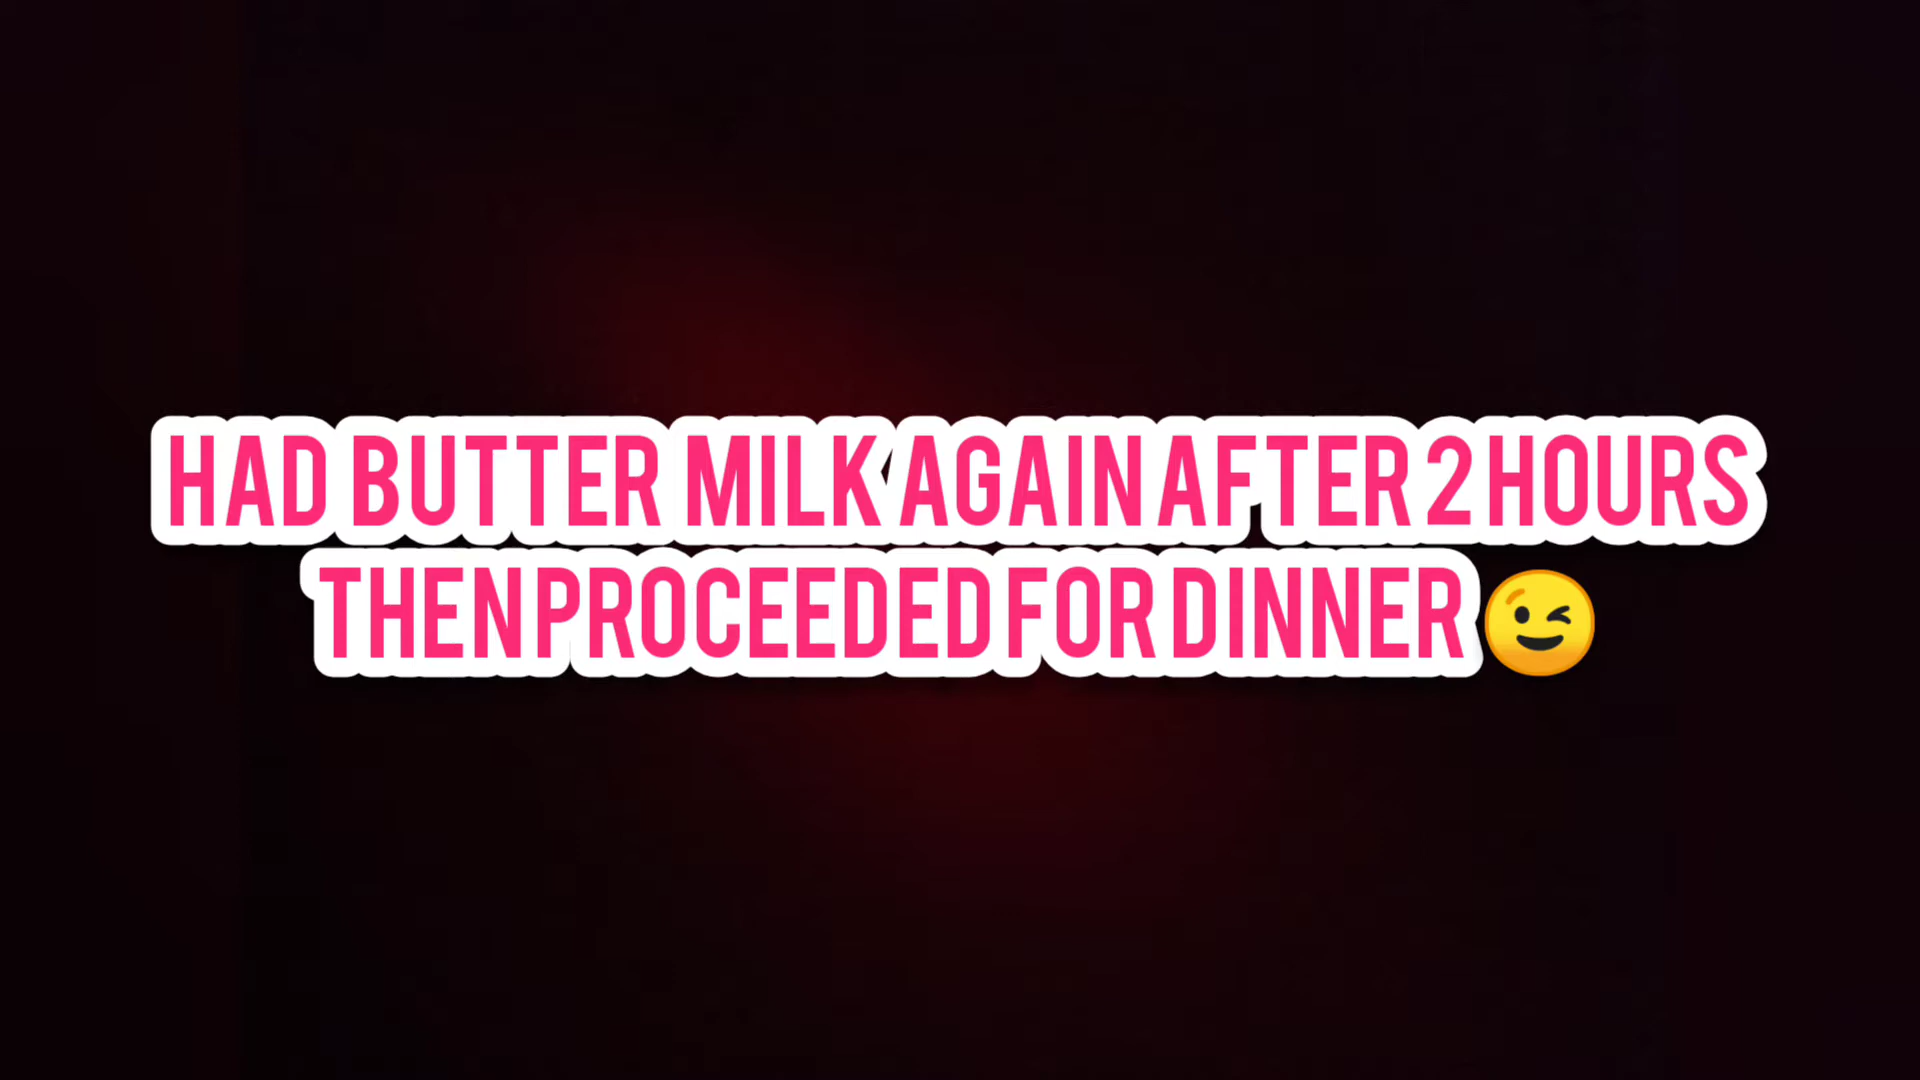 HAD BUTTER MILK AGAIN AFTER 2 HOURS
THEN PROCEEDED FOR DINNER 😉